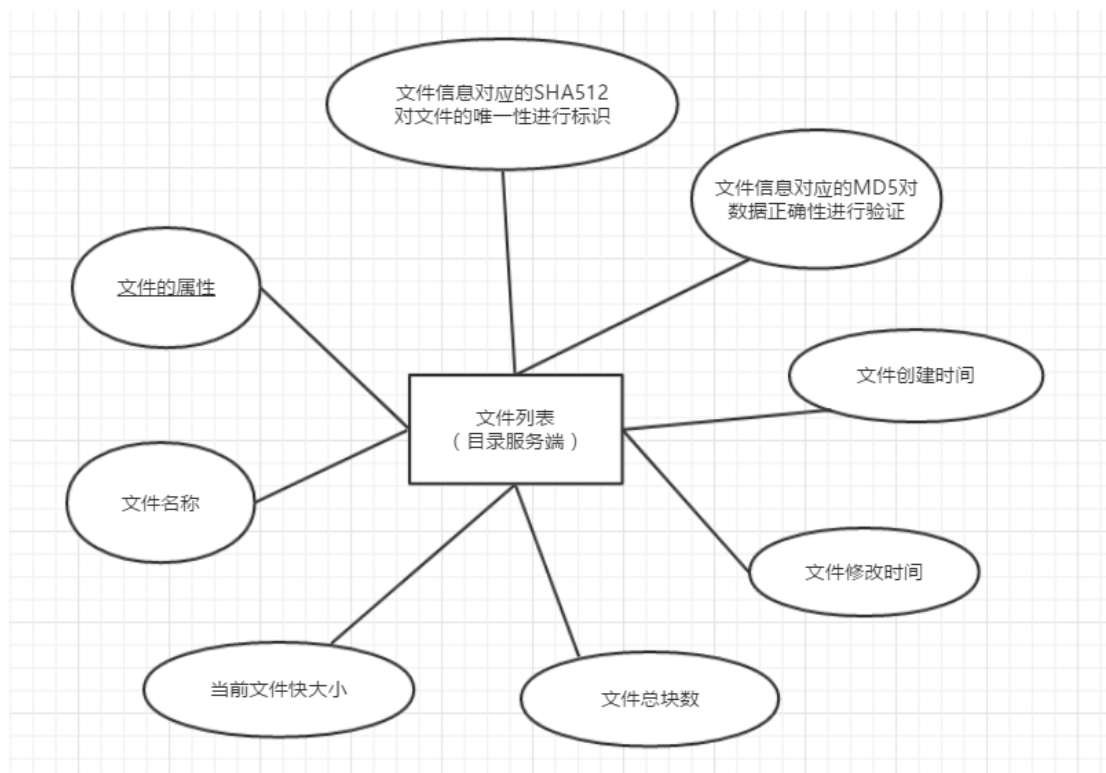 文件信息对应的SHA512
对文件的唯一性进行标识
文件信息对应的MD5对
数据正确性进行验证
文件的属性
文件创建时间
文件列表
（目录服务端）
文件名称
文件修改时间
当前文件快大小
文件总块数